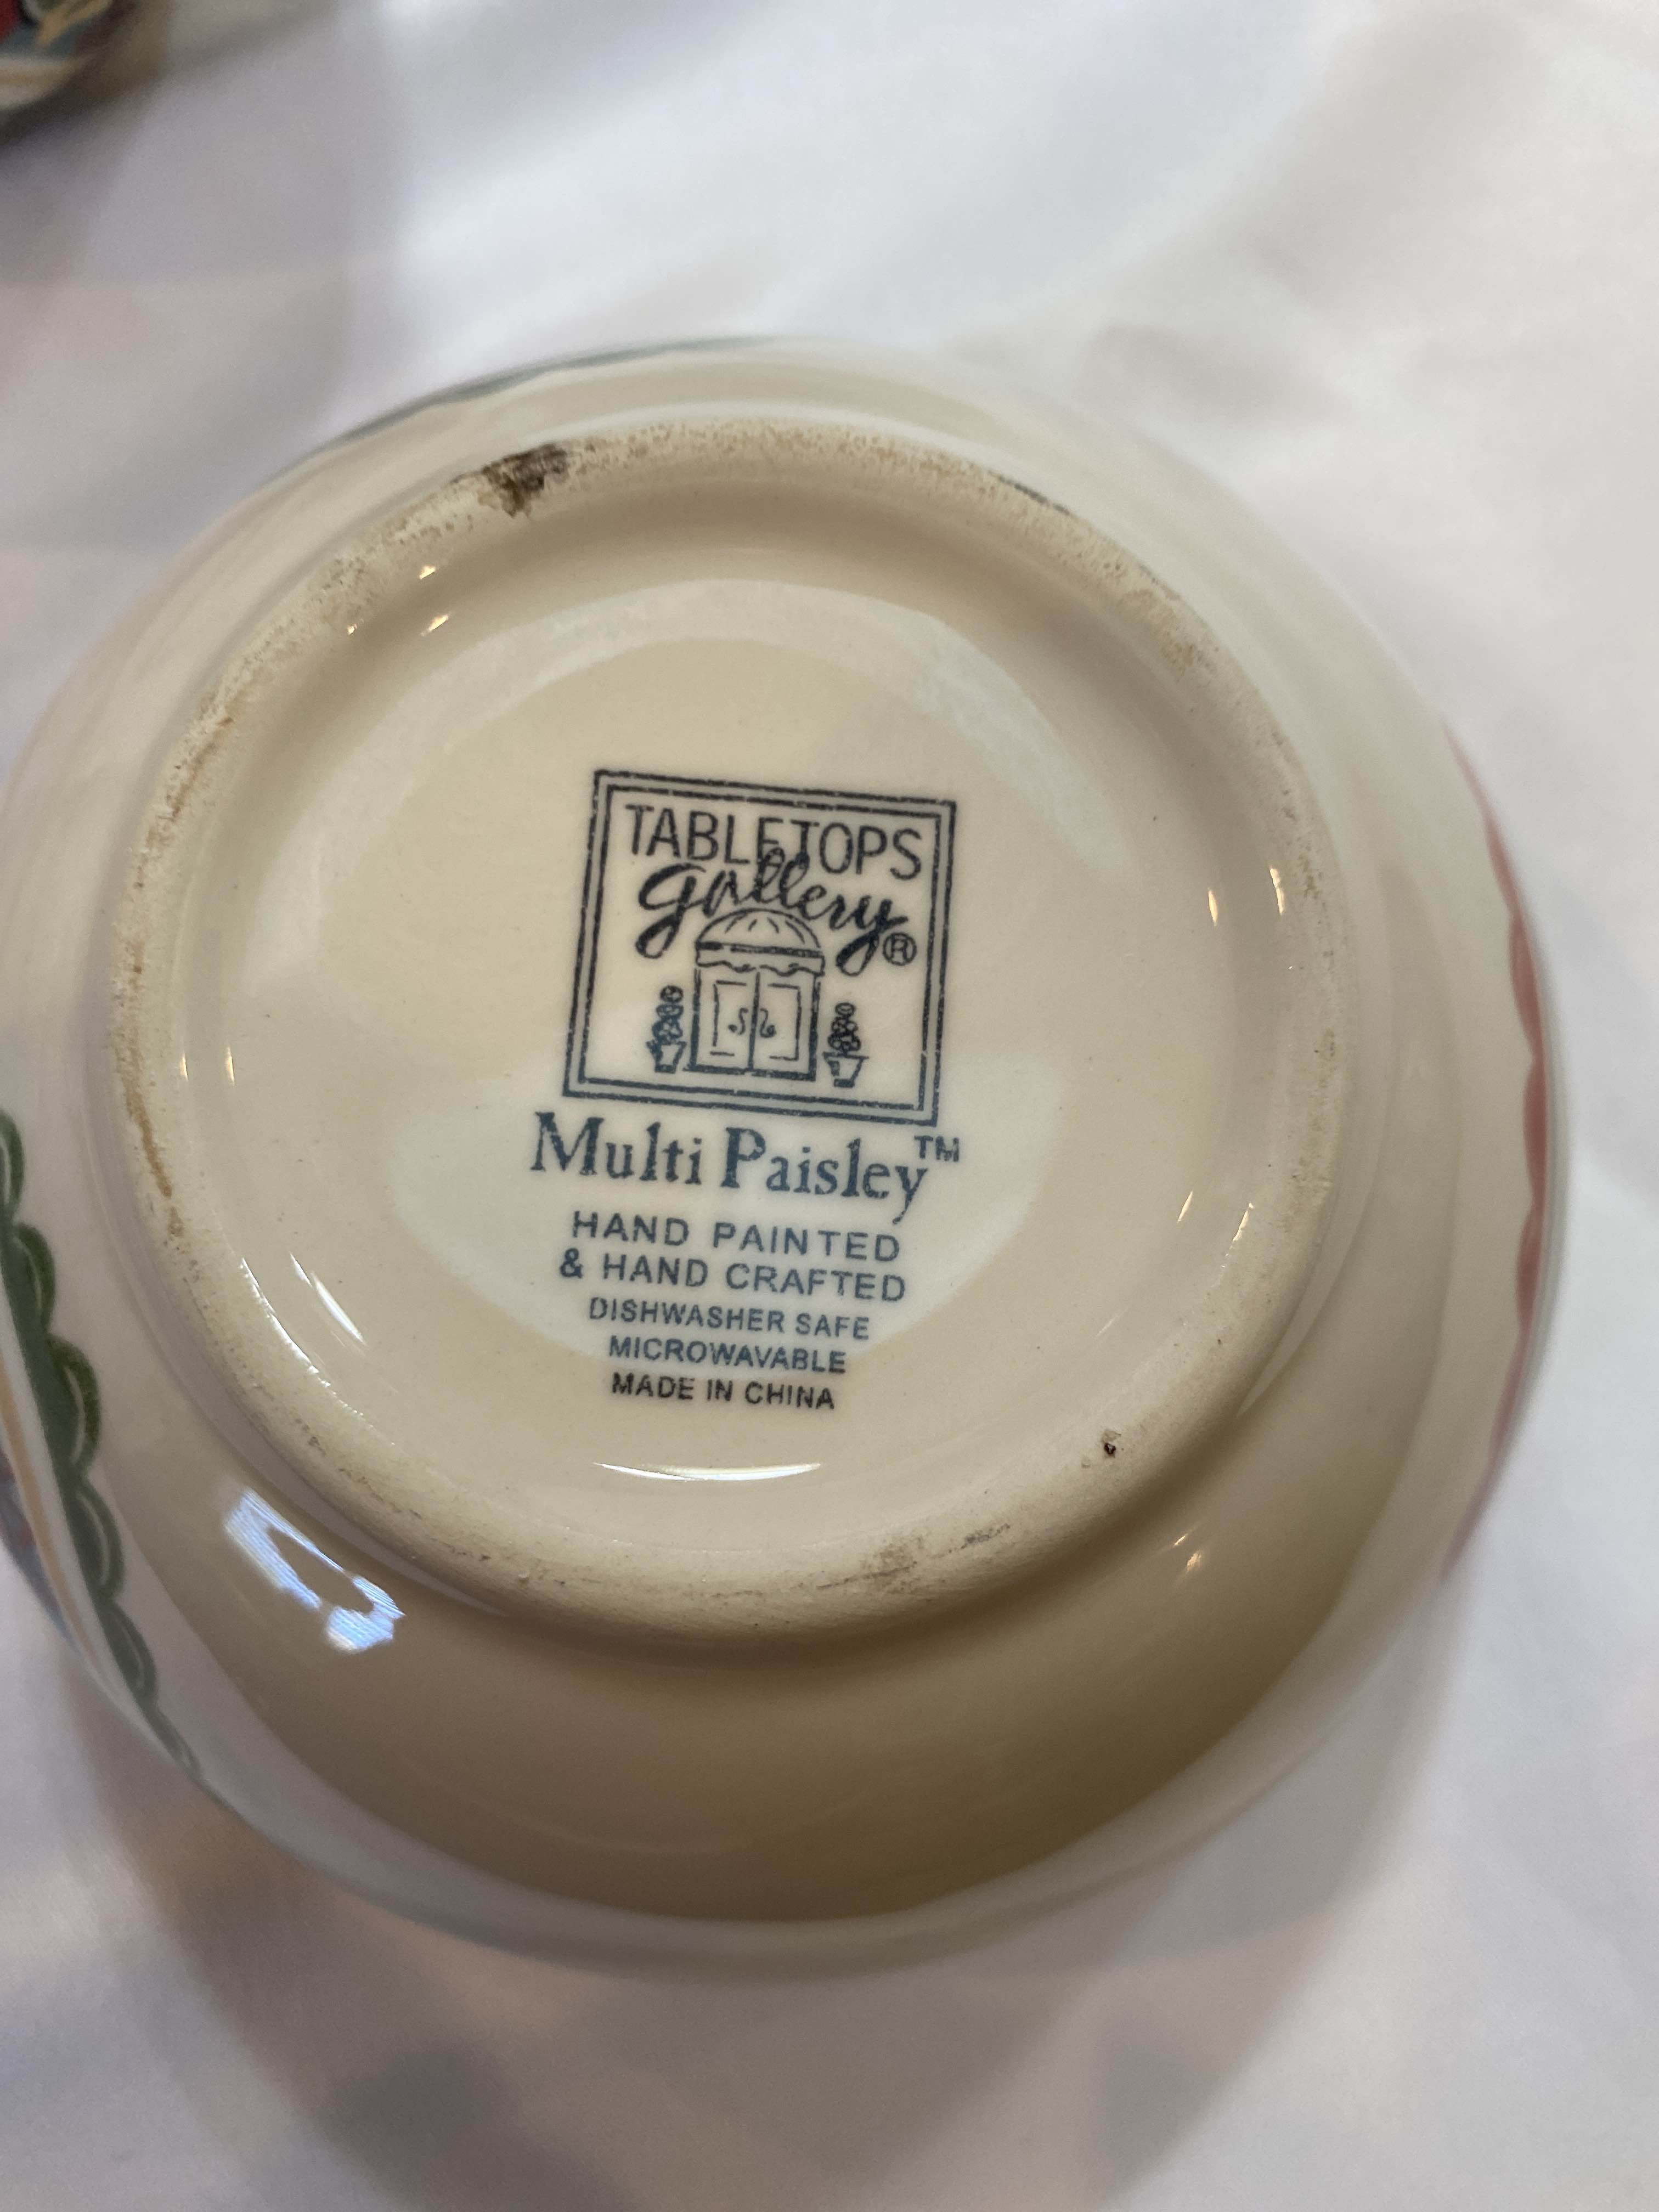 TABLETOPS
gallery®
Multi Paisley™
HAND PAINTED
& HAND CRAFTED
DISHWASHER SAFE
MICROWAVABLE
MADE IN CHINA